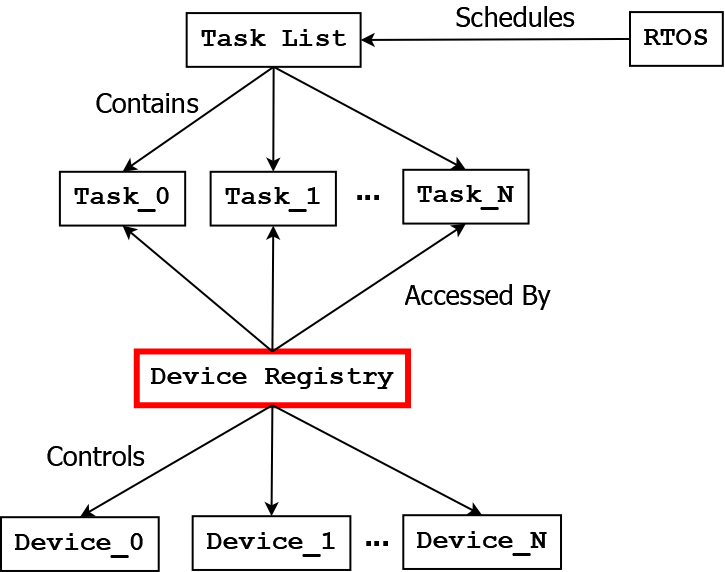 Schedules
Task List
RTOS
Contains
Task_0
Task_1
...
Task_N
Accessed By
Device Registry
Controls
Device_0
Device_1
...
Device_N